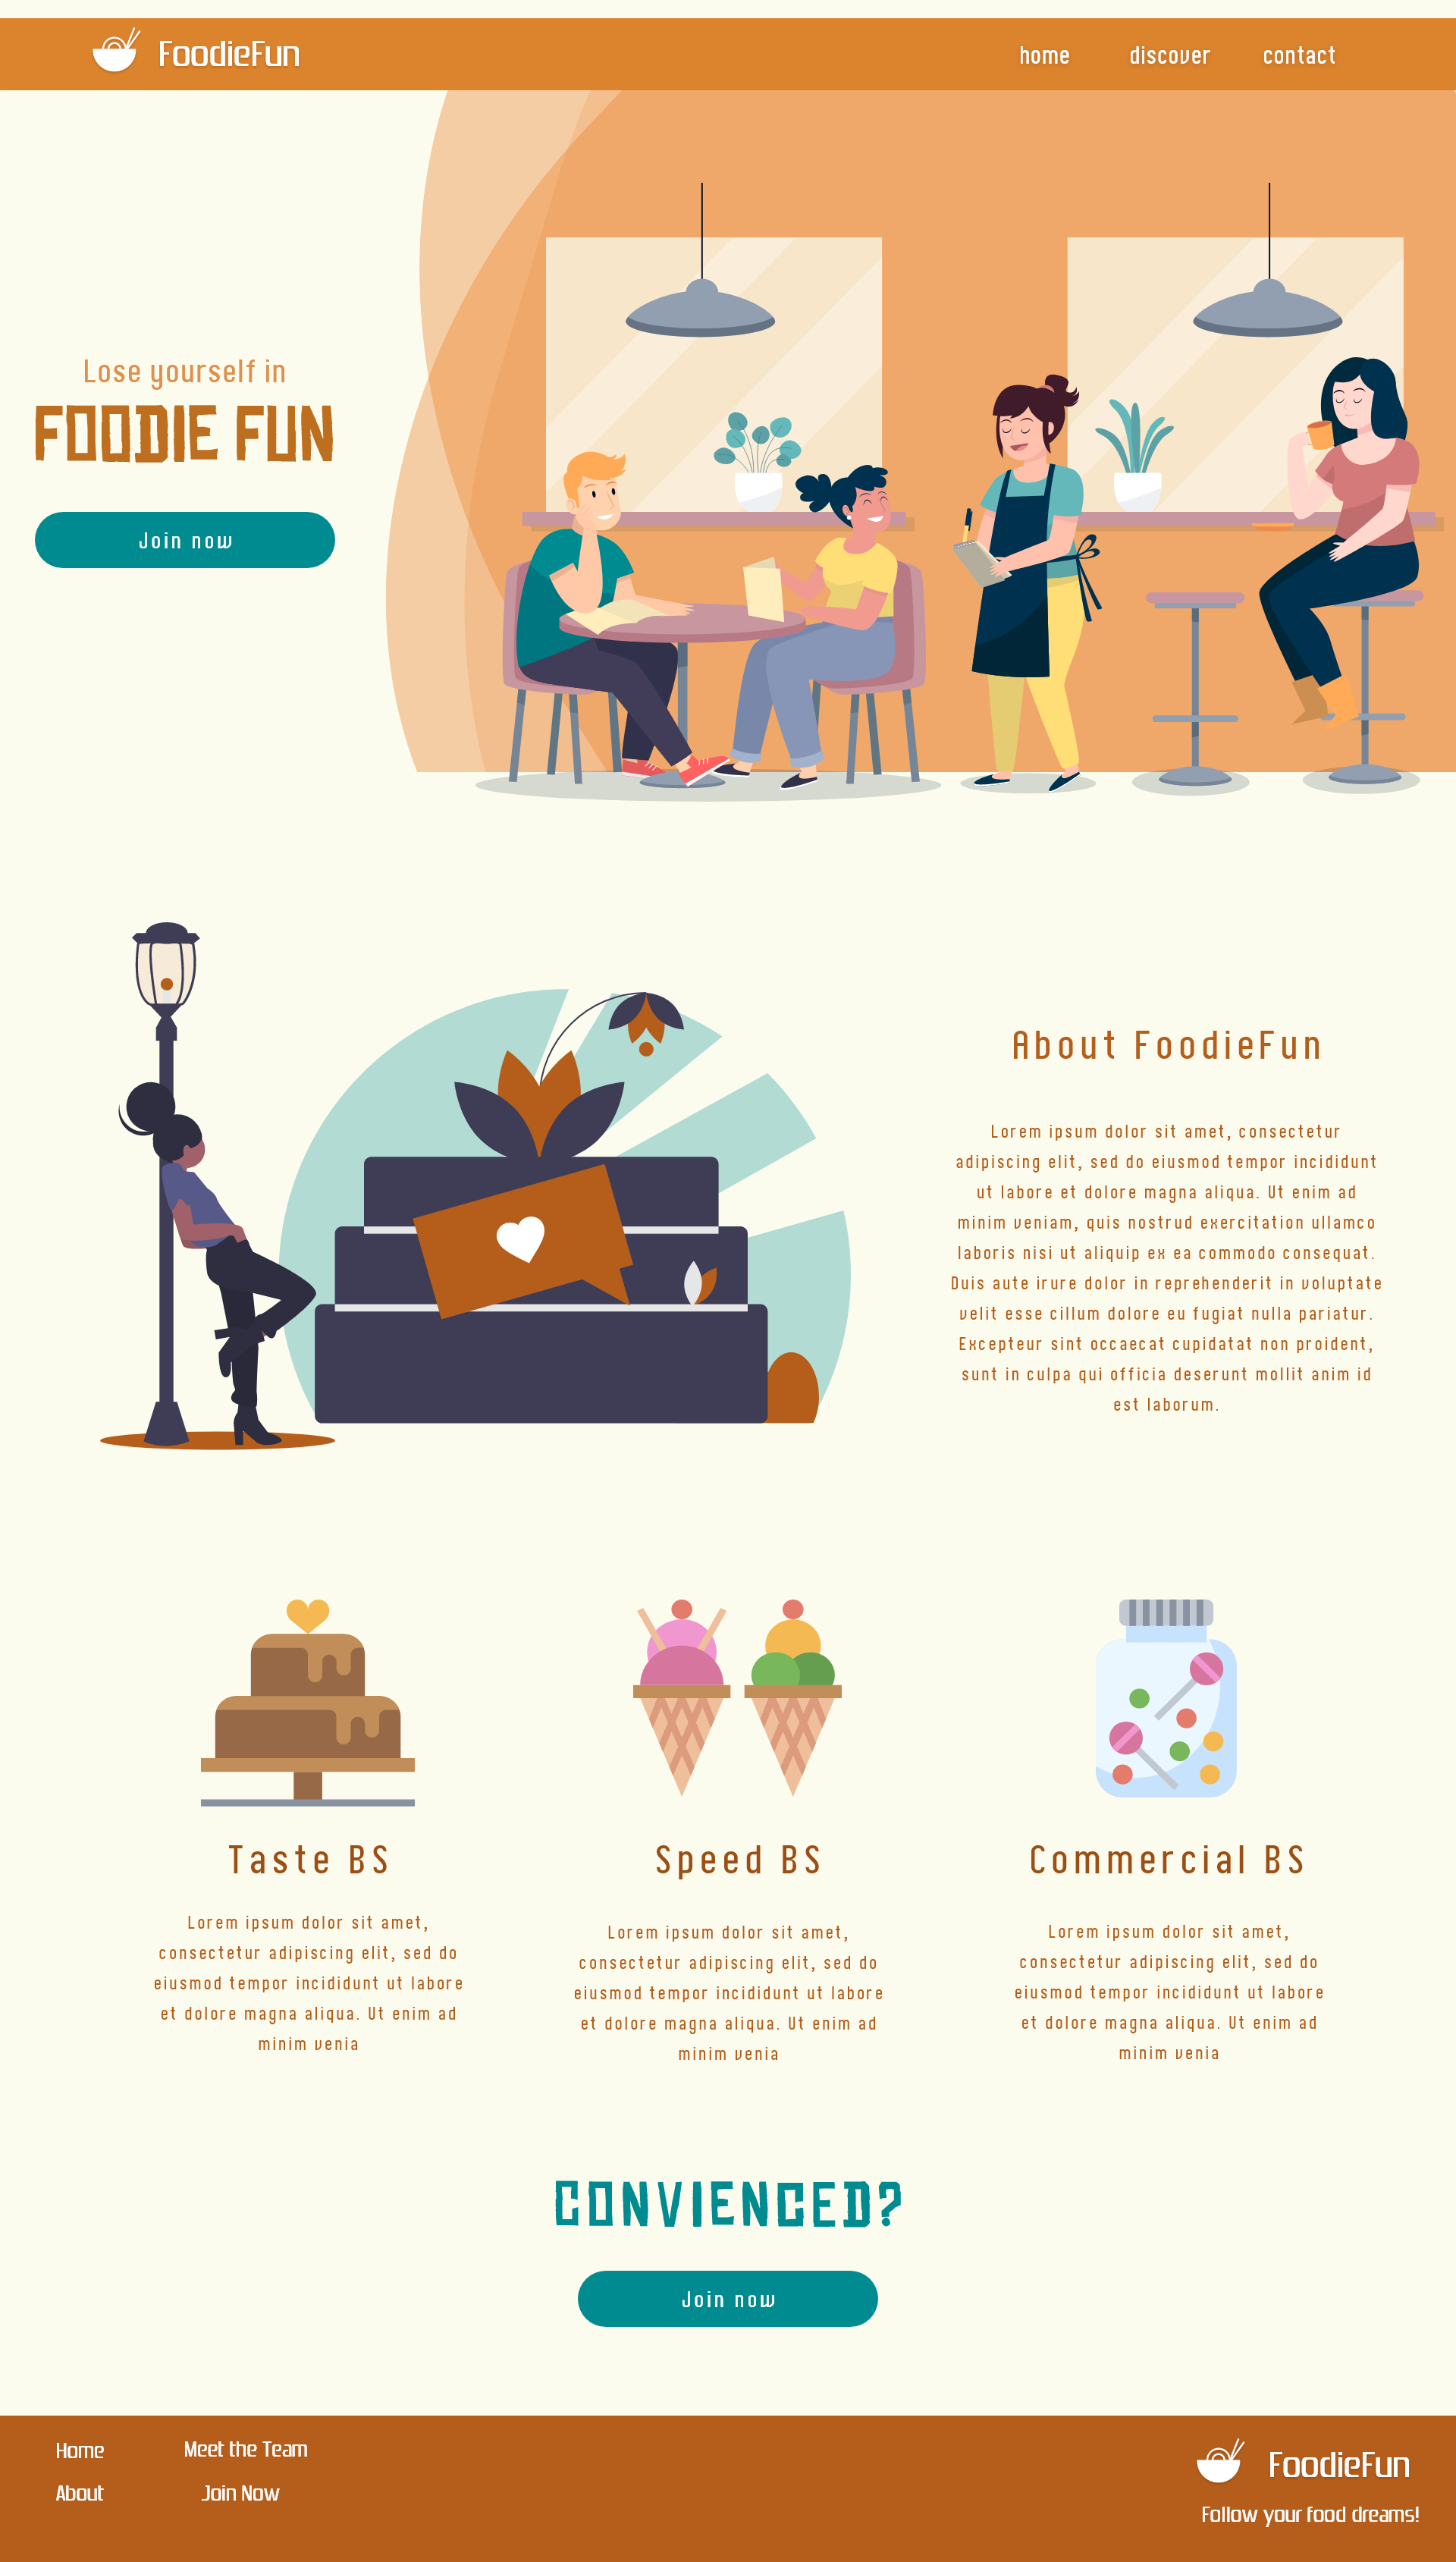 FoodieFun
home discover contact
Lose yourself in
FOODIE FUN
Join now
About FoodieFun
Lorem ipsum dolor sit amet, consectetur
adipiscing elit, sed do eiusmod tempor incididunt
ut labore et dolore magna aliqua. Ut enim ad
minim veniam, quis nostrud exercitation ullamco
laboris nisi ut aliquip ex ea commodo consequat.
Duis aute irure dolor in reprehenderit in voluptate
velit esse cillum dolore eu fugiat nulla pariatur.
Excepteur sint occaecat cupidatat non proident,
sunt in culpa qui officia deserunt mollit anim id
est laborum.
Taste BS
Lorem ipsum dolor sit amet,
consectetur adipiscing elit, sed do
eiusmod tempor incididunt ut labore
et dolore magna aliqua. Ut enim ad
minim venia
Speed BS
Lorem ipsum dolor sit amet,
consectetur adipiscing elit, sed do
eiusmod tempor incididunt ut labore
et dolore magna aliqua. Ut enim ad
minim venia
Commercial BS
Lorem ipsum dolor sit amet,
consectetur adipiscing elit, sed do
eiusmod tempor incididunt ut labore
et dolore magna aliqua. Ut enim ad
minim venia
CONVIENCED?
Join now
Home
About
Meet the Team
Join Now
FoodieFun
Follow your food dreams!